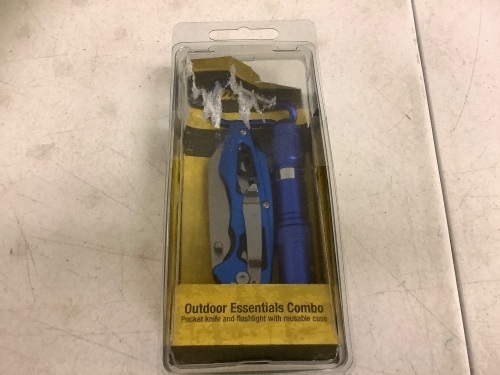 Outdoor Essentials Combo
Pocket knife and flashlight with reusable case